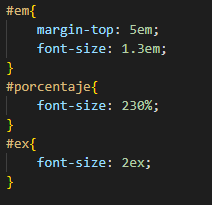 #em{
    margin-top: 5em;
    font-size: 1.3em;
}
#porcentaje{
    font-size: 230%;
}
#ex{
    font-size: 2ex;
}